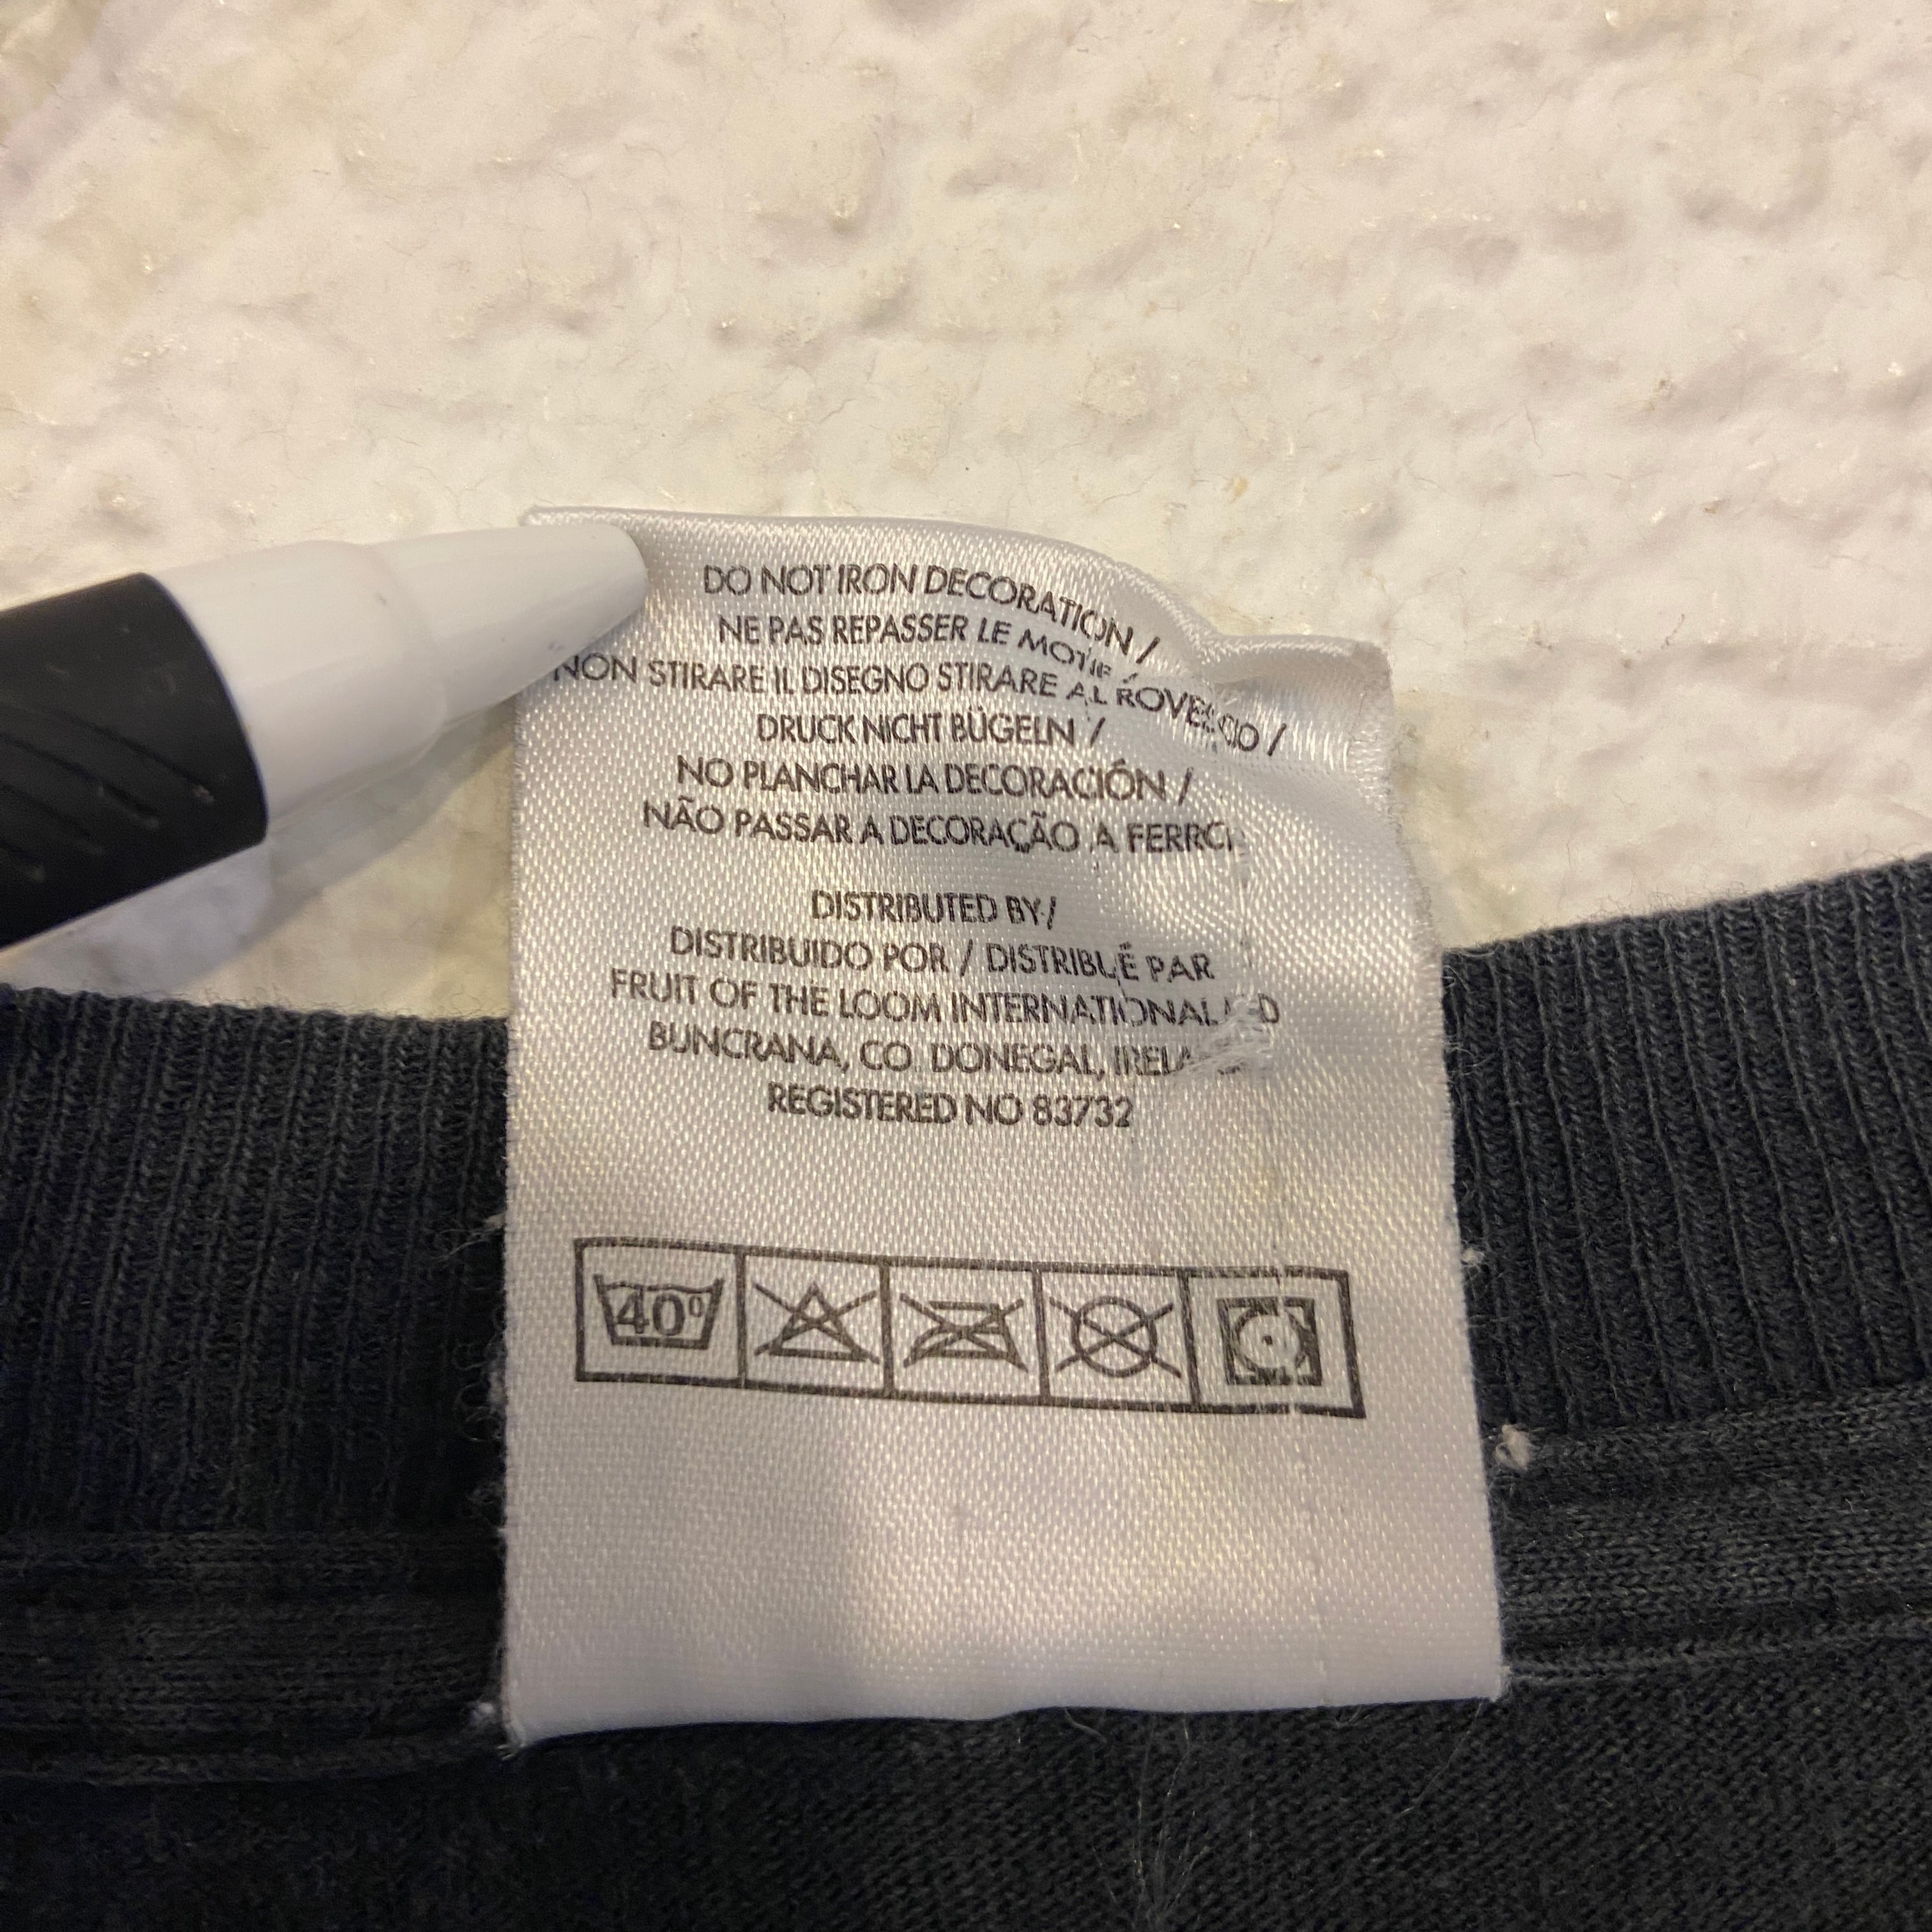 DO NOT IRON DECORATION /
NE PAS REPASSER LE MOTIF /
NON STIRARE IL DISEGNO STIRARE AL ROVESCIO /
DRUCK NICHT BÜGELN /
NO PLANCHAR LA DECORACIÓN /
NÃO PASSAR A DECORAÇÃO A FERRO
DISTRIBUTED BY/
DISTRIBUIDO POR / DISTRIBUÉ PAR
FRUIT OF THE LOOM INTERNATIONAL
BUNCRANA, CO. DONEGAL,
REGISTERED NO 83732
40°